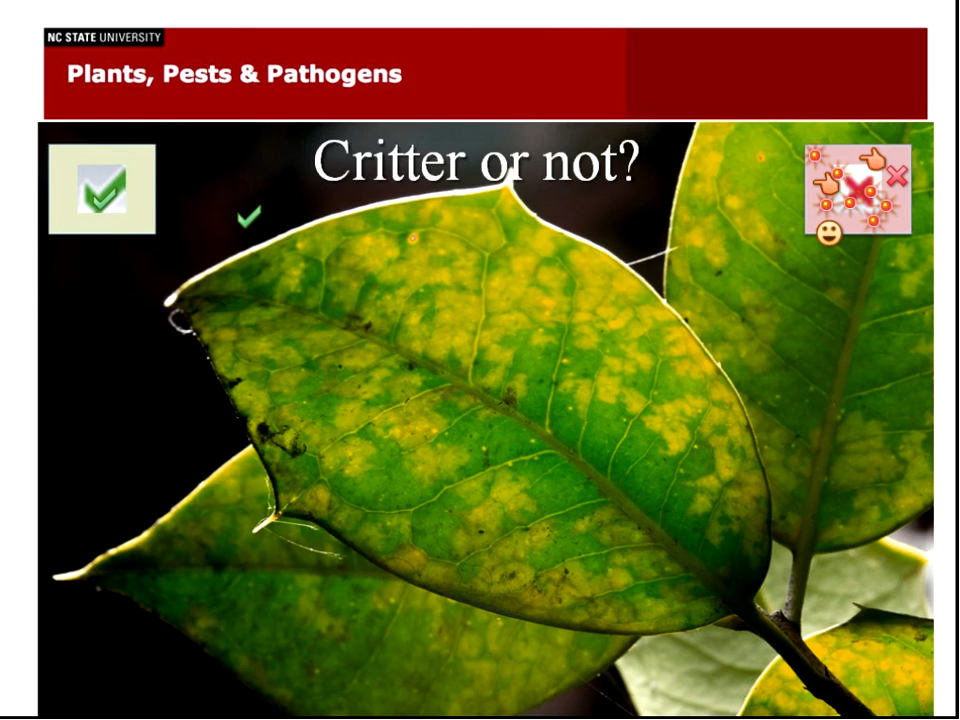 NC STATE UNIVERSITY
Plants, Pests & Pathogens
Critter or not?